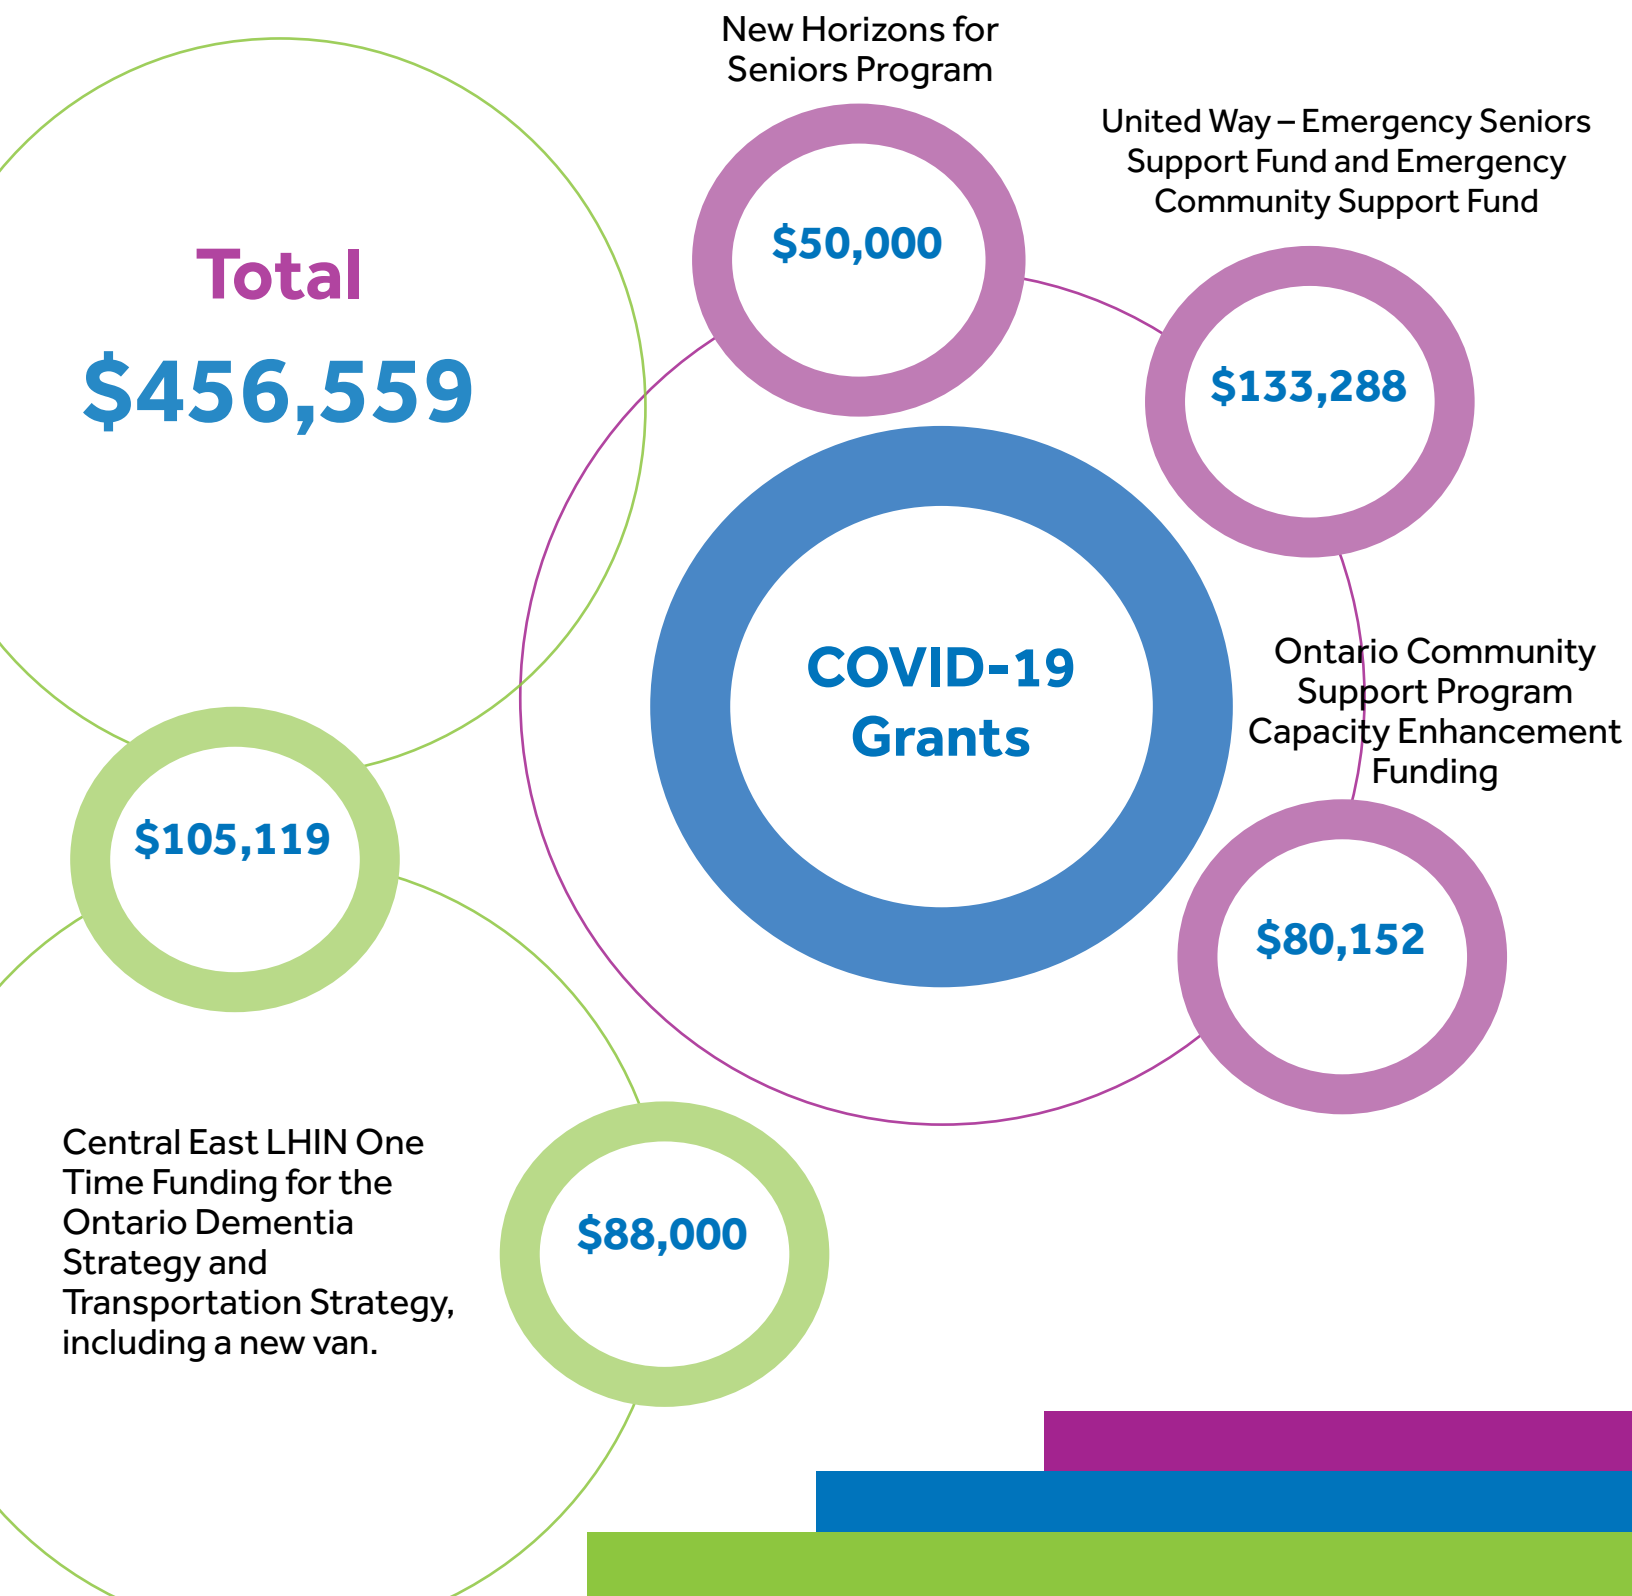 New Horizons for
Seniors Program
United Way – Emergency Seniors
Support Fund and Emergency
Community Support Fund
Total
$456,559
$50,000
$133,288
COVID-19
Grants
Ontario Community
Support Program
Capacity Enhancement
Funding
$105,119
$80,152
Central East LHIN One
Time Funding for the
Ontario Dementia
Strategy and
Transportation Strategy,
including a new van.
$88,000